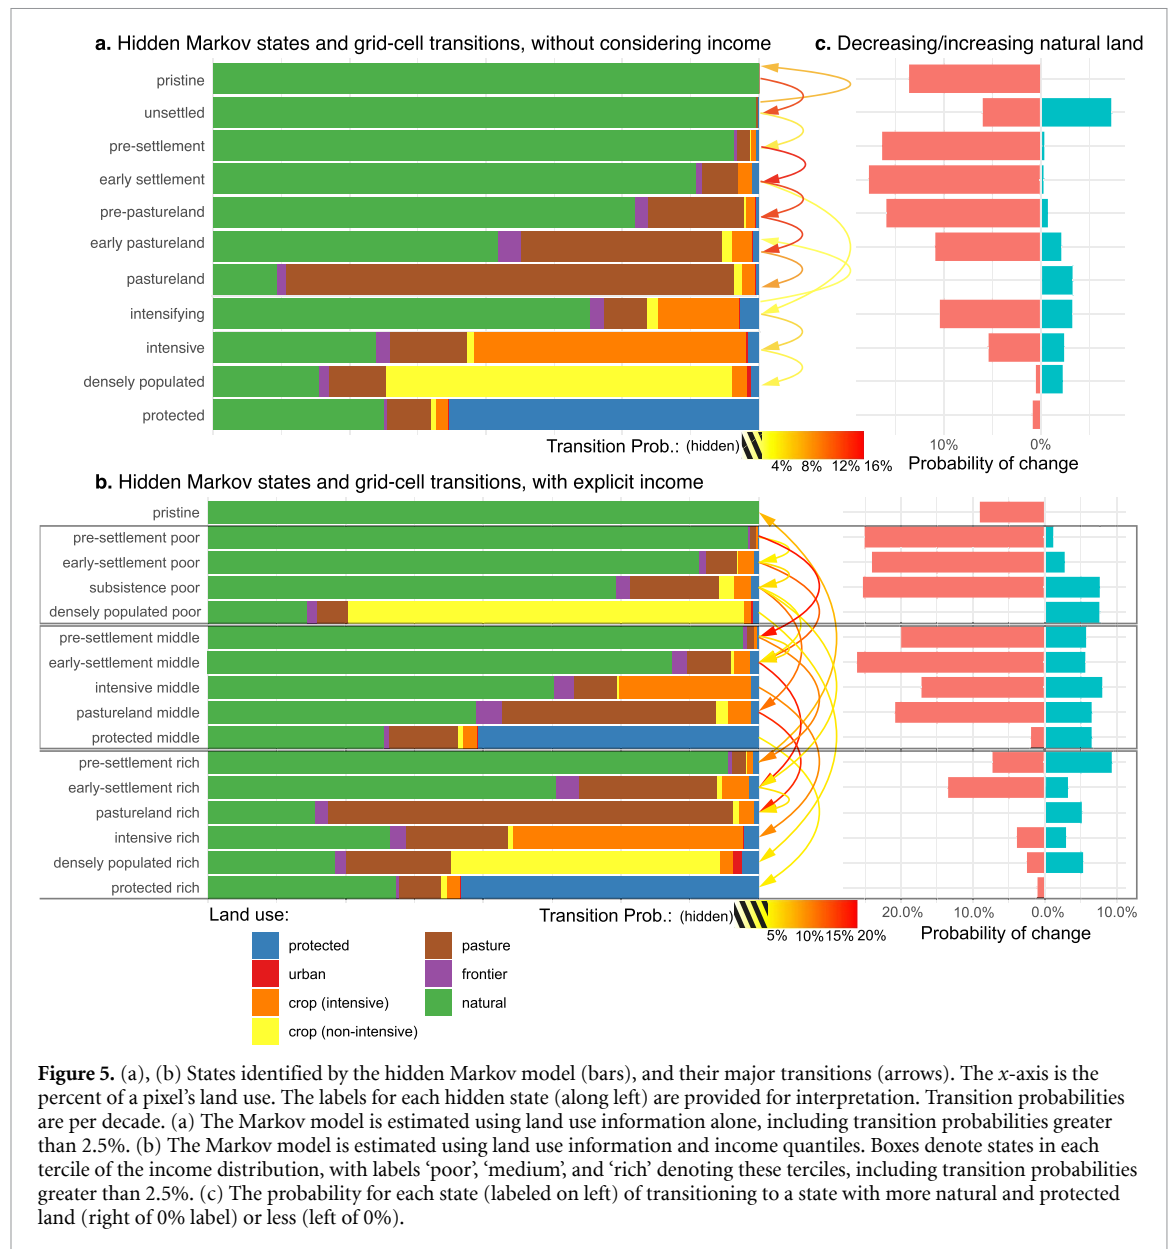 a. Hidden Markov states and grid-cell transitions, without considering income
c. Decreasing/increasing natural land
pristine
unsettled
pre-settlement
early settlement
pre-pastureland
early pastureland
pastureland
intensifying
intensive
densely populated
protected
Transition Prob.: (hidden)
4% 8% 12% 16%
10% 0%
Probability of change
b. Hidden Markov states and grid-cell transitions, with explicit income
pristine
pre-settlement poor
early-settlement poor
subsistence poor
densely populated poor
pre-settlement middle
early-settlement middle
intensive middle
pastureland middle
protected middle
pre-settlement rich
early-settlement rich
pastureland rich
intensive rich
densely populated rich
protected rich
Land use:
Transition Prob.: (hidden)
5% 10% 15% 20%
20.0% 10.0% 0.0% 10.0%
Probability of change
protected
urban
crop (intensive)
crop (non-intensive)
pasture
frontier
natural
Figure 5. (a), (b) States identified by the hidden Markov model (bars), and their major transitions (arrows). The x-axis is the
percent of a pixel's land use. The labels for each hidden state (along left) are provided for interpretation. Transition probabilities
are per decade. (a) The Markov model is estimated using land use information alone, including transition probabilities greater
than 2.5%. (b) The Markov model is estimated using land use information and income quantiles. Boxes denote states in each
tercile of the income distribution, with labels 'poor', 'medium', and 'rich' denoting these terciles, including transition probabilities
greater than 2.5%. (c) The probability for each state (labeled on left) of transitioning to a state with more natural and protected
land (right of 0% label) or less (left of 0%).